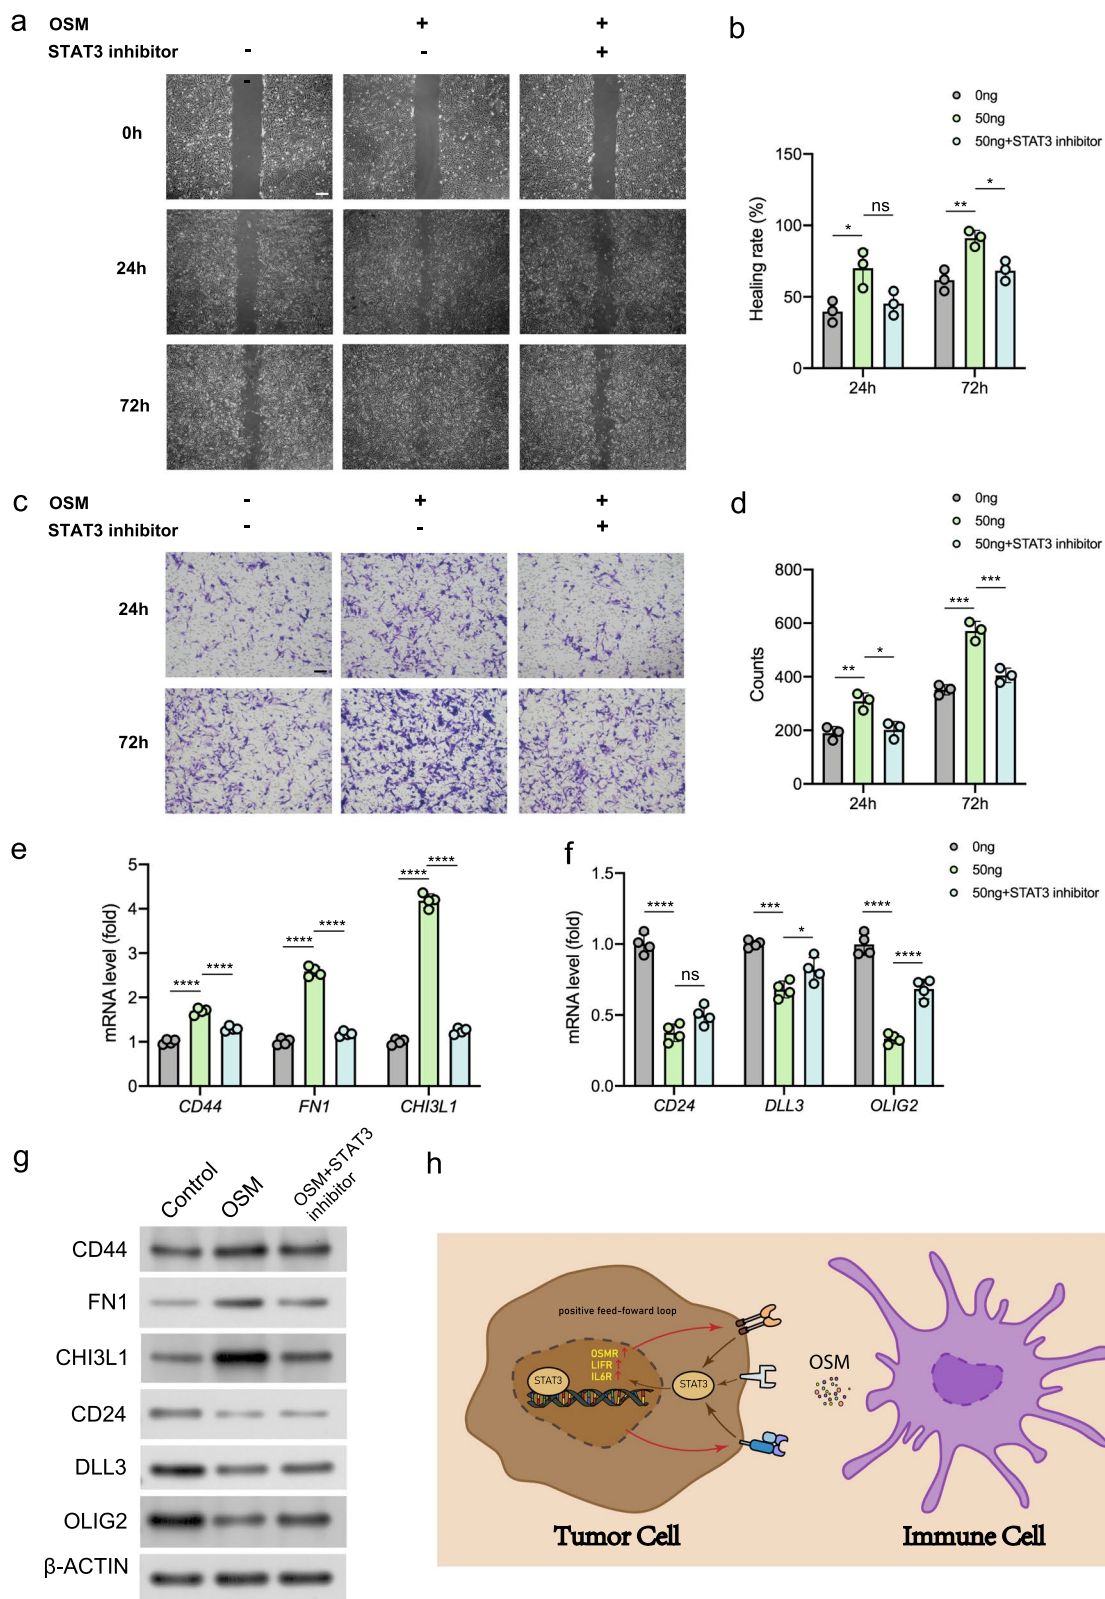 a
OSM + +
STAT3 inhibitor - - +
-
0h
24h
72h
b
0ng
50ng
50ng+STAT3 inhibitor
Healing rate (%)
150
100
50
0
* ns ** *
24h 72h
c
OSM - + +
STAT3 inhibitor - - +
24h
72h
d
0ng
50ng
50ng+STAT3 inhibitor
Counts
800
600
400
200
0
** * *** ***
24h 72h
e
mRNA level (fold)
5
4
3
2
1
0
**** **** **** **** **** ****
CD44 FN1 CHI3L1
f
0ng
50ng
50ng+STAT3 inhibitor
mRNA level (fold)
1.5
1.0
0.5
0.0
**** ns *** * **** ****
CD24 DLL3 OLIG2
g
Control OSM OSM+STAT3
inhibitor
CD44
FN1
CHI3L1
CD24
DLL3
OLIG2
β-ACTIN
h
positive feed-foward loop
OSMR ↑
LIFR ↑
IL6R ↑
STAT3
STAT3
OSM
Tumor Cell Immune Cell